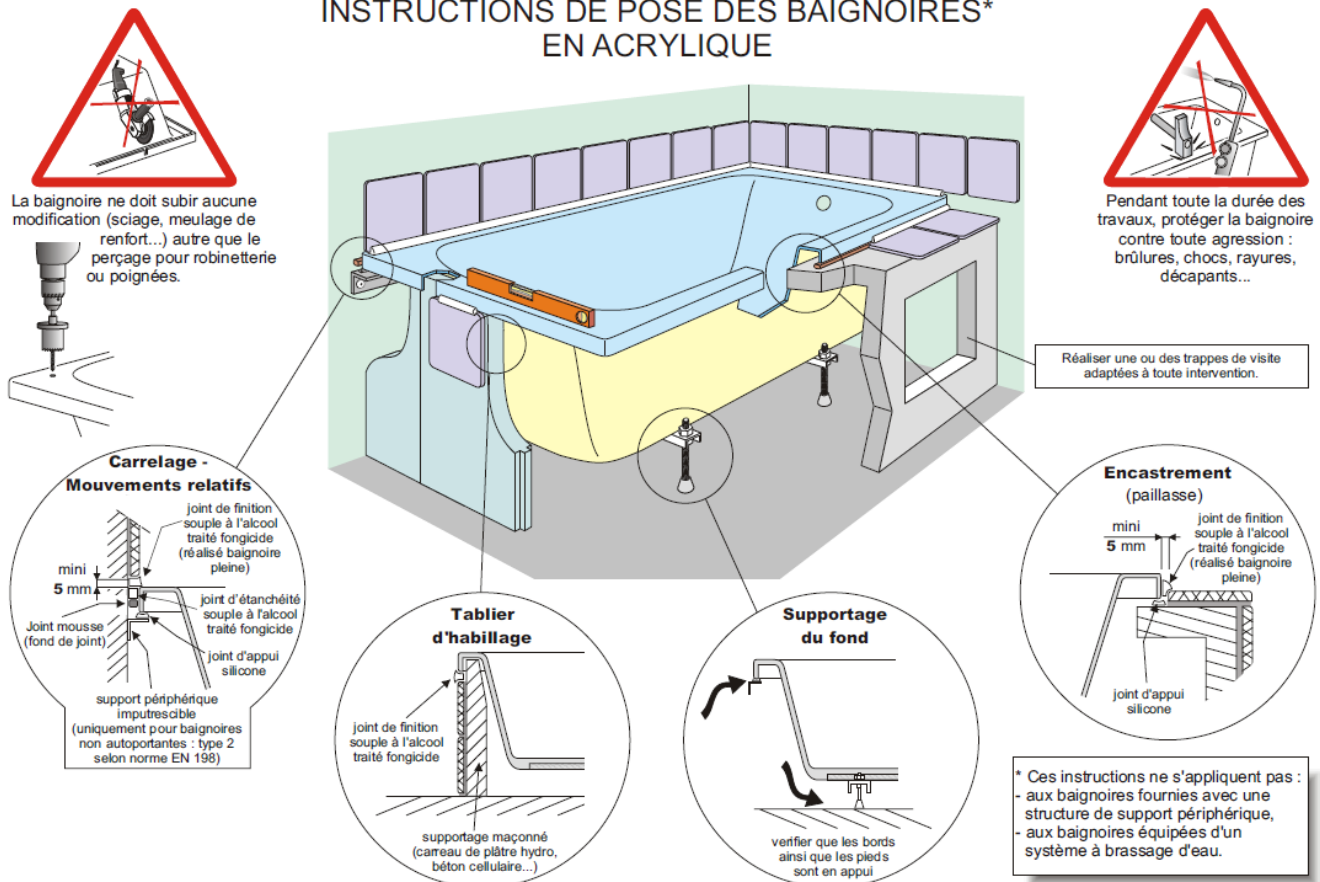 INSTRUCTIONS DE POSE DES BAIGNOIRES*
EN ACRYLIQUE
La baignoire ne doit subir aucune
modification (sciage, meulage de
renfort...) autre que le
perçage pour robinetterie
ou poignées.
Pendant toute la durée des
travaux, protéger la baignoire
contre toute agression :
brûlures, chocs, rayures,
décapants...
Réaliser une ou des trappes de visite
adaptées à toute intervention.
Carrelage -
Mouvements relatifs
joint de finition
souple à l'alcool
traité fongicide
(réalisé baignoire
pleine)
mini
5 mm
joint d'étanchéité
souple à l'alcool
traité fongicide
Joint mousse
(fond de joint)
joint d'appui
silicone
support périphérique
imputrescible
(uniquement pour baignoires
non autoportantes : type 2
selon norme EN 198)
Tablier
d'habillage
joint de finition
souple à l'alcool
traité fongicide
supportage maçonné
(carreau de plâtre hydro,
béton cellulaire...)
Supportage
du fond
verifier que les bords
ainsi que les pieds
sont en appui
Encastrement
(paillasse)
mini
5 mm
joint de finition
souple à l'alcool
traité fongicide
(réalisé baignoire
pleine)
joint d'appui
silicone
* Ces instructions ne s'appliquent pas :
- aux baignoires fournies avec une
structure de support périphérique,
- aux baignoires équipées d'un
système à brassage d'eau.